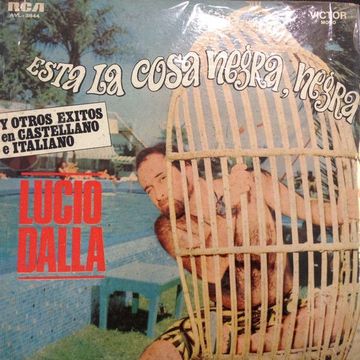 RCA
AVL-3844
VICTOR
MONO
ESTA LA COSA negra, negra
Y OTROS EXITOS
en CASTELLANO
e ITALIANO
LUCIO
DALLA